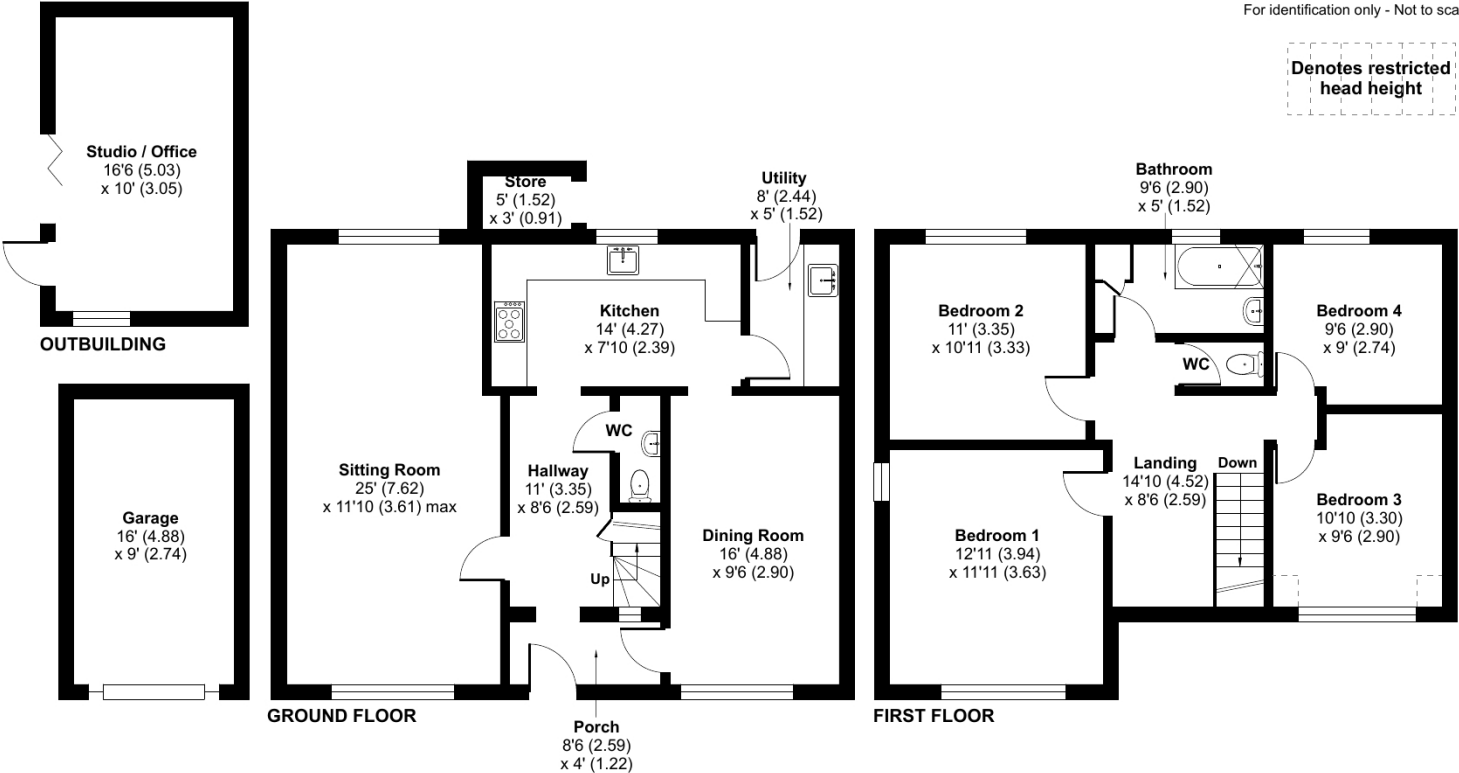 For identification only - Not to sca
Denotes restricted
head height
Studio / Office
16'6 (5.03)
x 10' (3.05)
OUTBUILDING
Store
5' (1.52)
x 3' (0.91)
Utility
8' (2.44)
x 5' (1.52)
Bathroom
9'6 (2.90)
x 5' (1.52)
Kitchen
14' (4.27)
x 7'10 (2.39)
Bedroom 2
11' (3.35)
x 10'11 (3.33)
Bedroom 4
9'6 (2.90)
x 9' (2.74)
WC
WC
Sitting Room
25' (7.62)
x 11'10 (3.61) max
Hallway
11' (3.35)
x 8'6 (2.59)
Landing
14'10 (4.52)
x 8'6 (2.59)
Down
Garage
16' (4.88)
x 9' (2.74)
Dining Room
16' (4.88)
x 9'6 (2.90)
Up
Bedroom 1
12'11 (3.94)
x 11'11 (3.63)
Bedroom 3
10'10 (3.30)
x 9'6 (2.90)
GROUND FLOOR
FIRST FLOOR
Porch
8'6 (2.59)
x 4' (1.22)